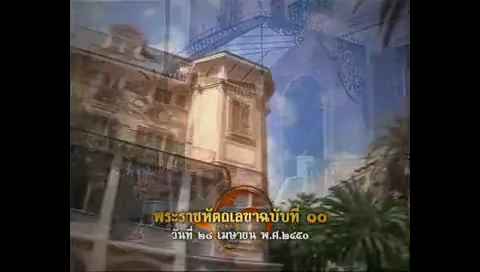 พระราชหัตถเลขาฉบับที่ ๑๐
วันที่ ๒๘ เมษายน พ.ศ.๒๔๕๐